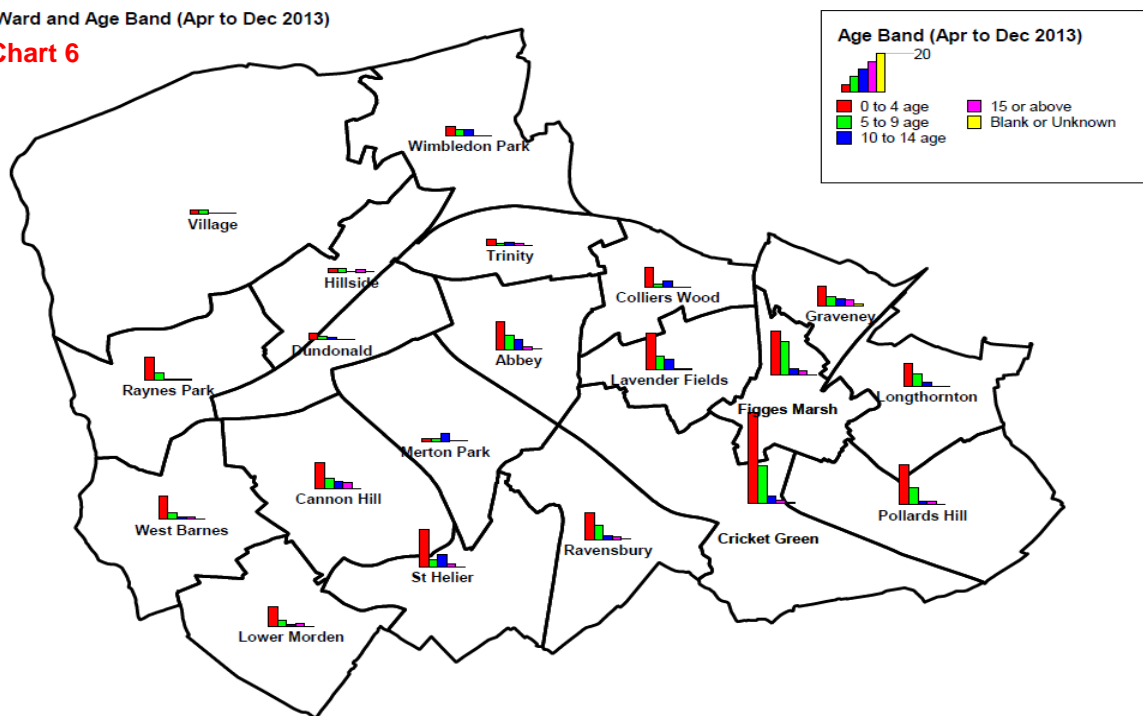 Ward and Age Band (Apr to Dec 2013)
Chart 6
Age Band (Apr to Dec 2013)
20
0 to 4 age
15 or above
5 to 9 age
Blank or Unknown
10 to 14 age
Wimbledon Park
Village
Trinity
Hillside
Colliers Wood
Graveney
Dundonald
Abbey
Raynes Park
Lavender Fields
Longthornton
Figges Marsh
Merton Park
Cannon Hill
West Barnes
Pollards Hill
Cricket Green
Ravensbury
St Helier
Lower Morden